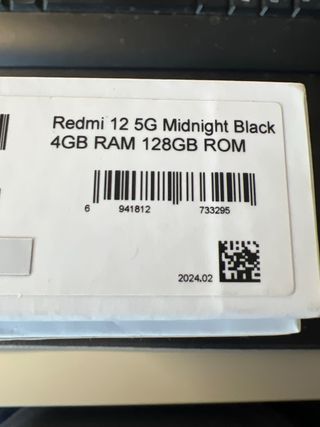 Redmi 12 5G Midnight Black
4GB RAM 128GB ROM
6 941812 733295
2024.02